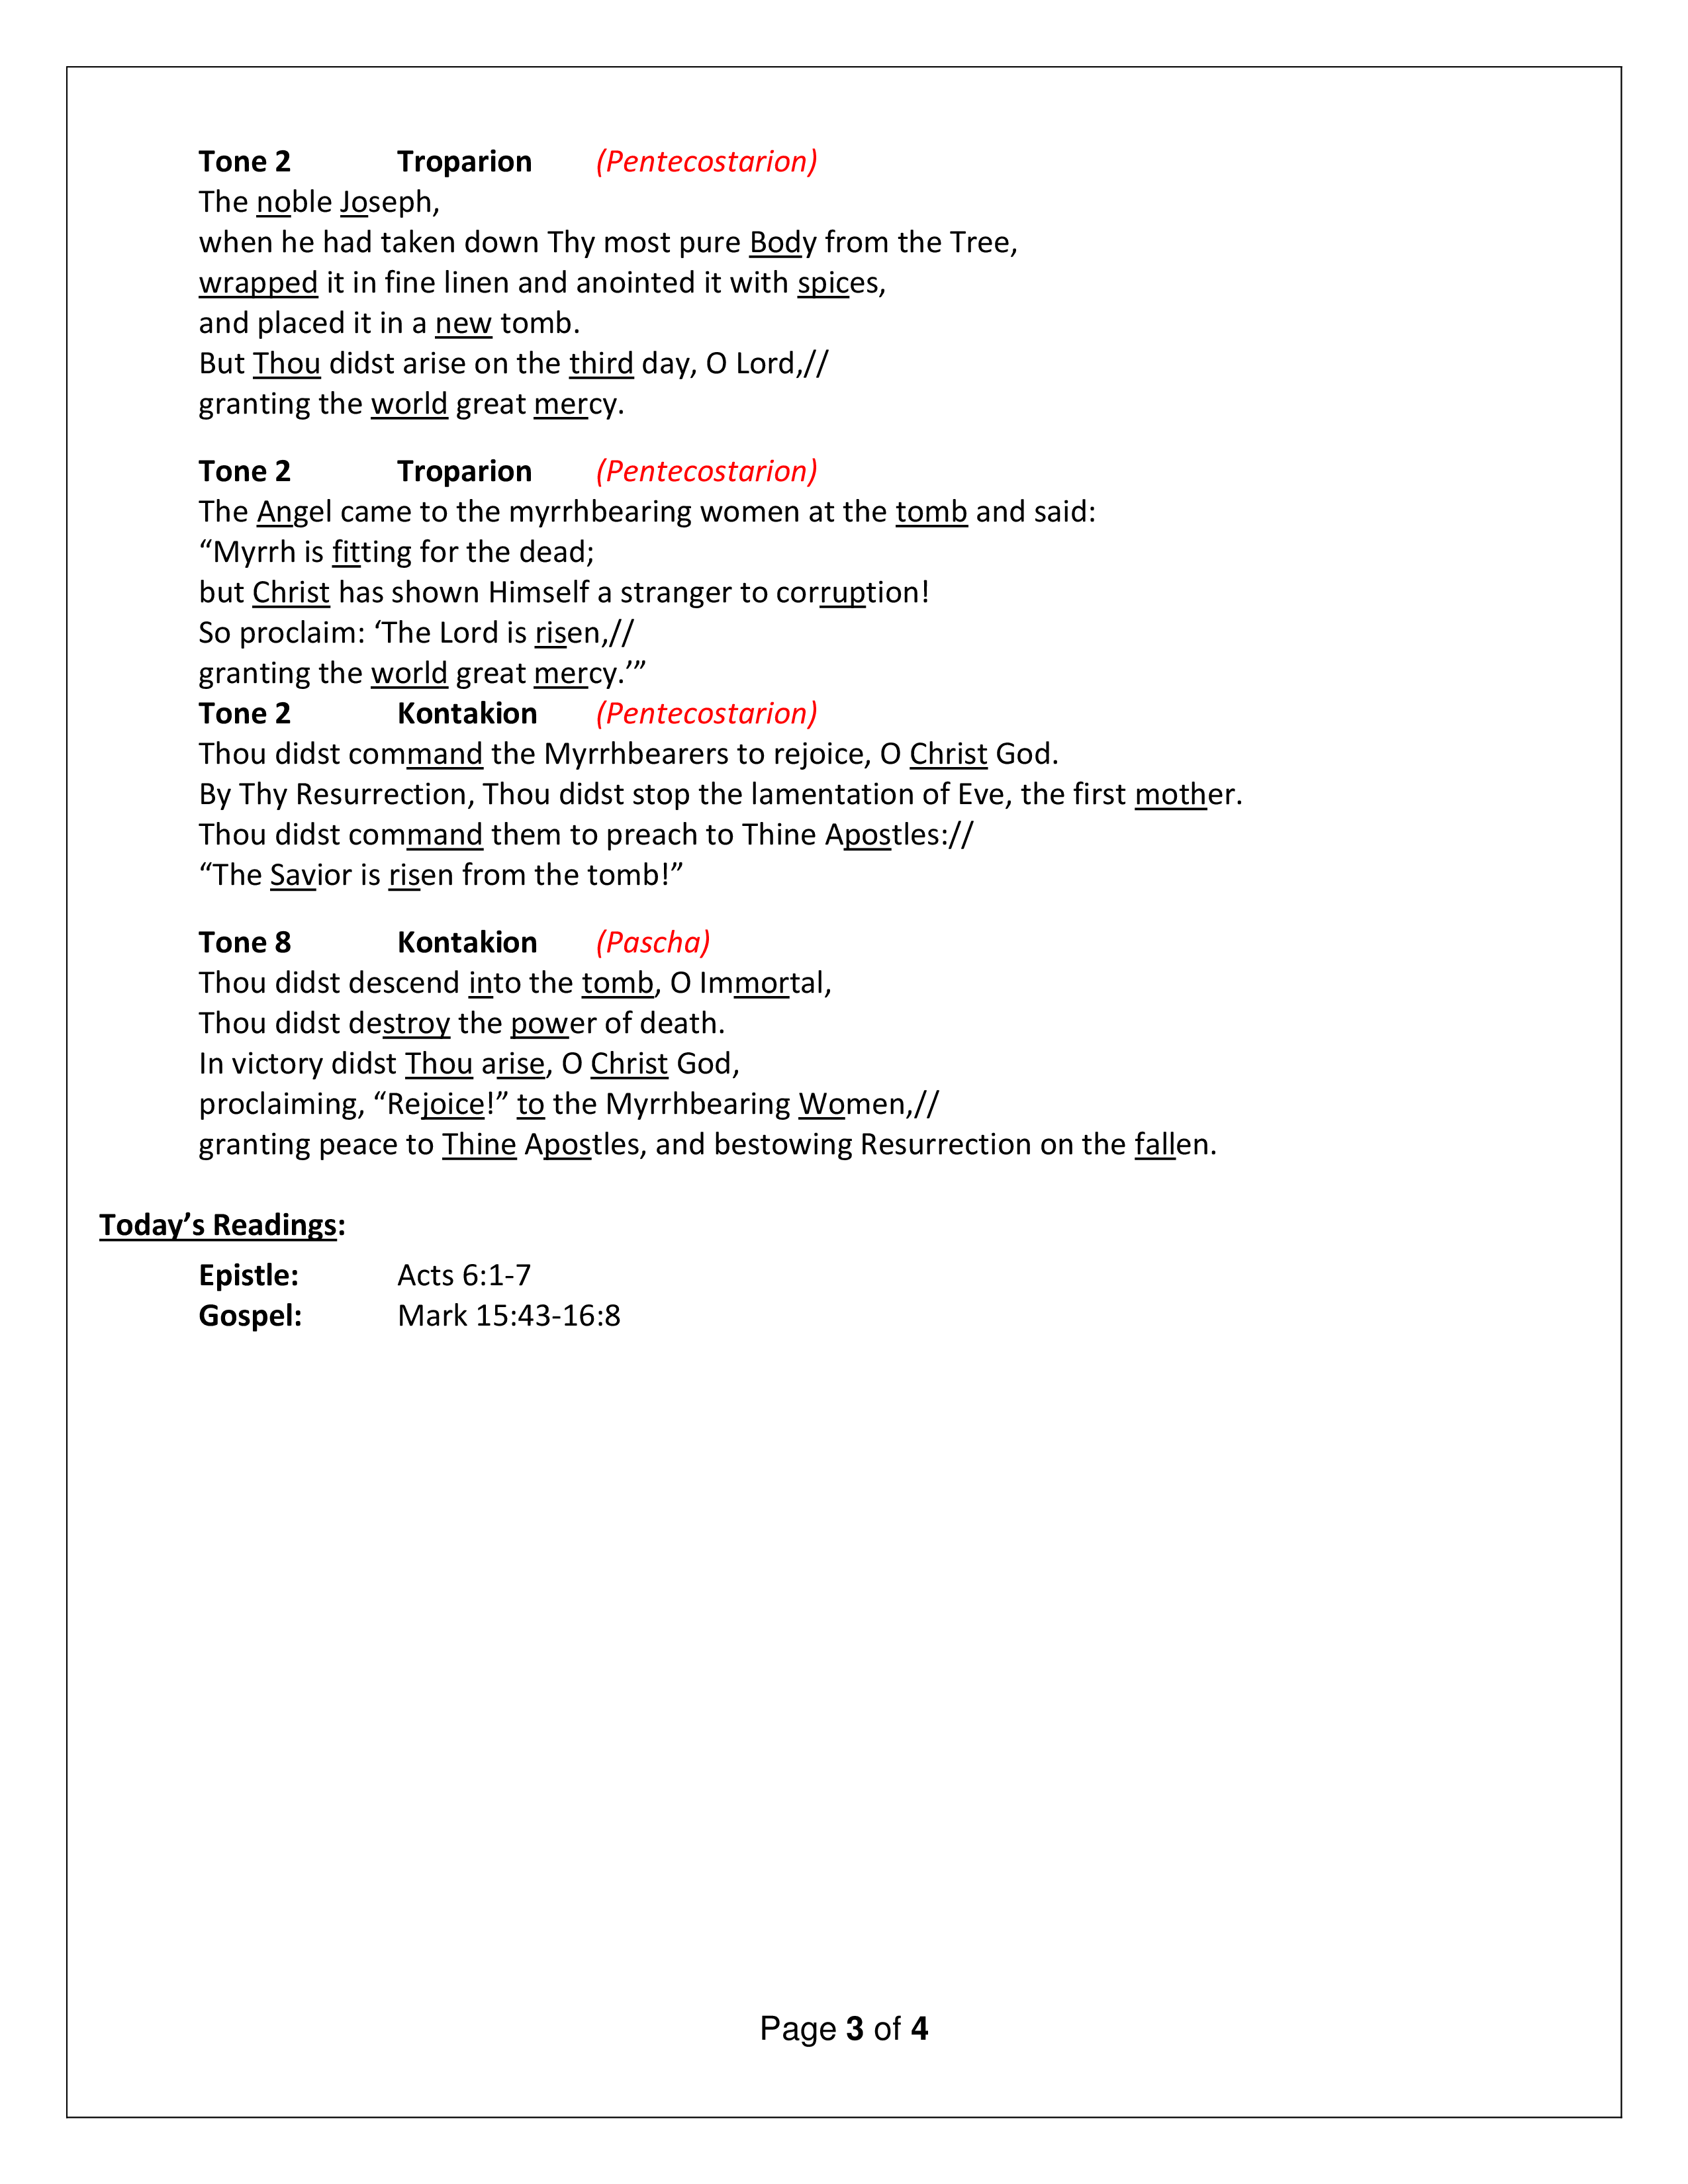 Tone 2 Troparion (Pentecostarion)
The noble Joseph,
when he had taken down Thy most pure Body from the Tree,
wrapped it in fine linen and anointed it with spices,
and placed it in a new tomb.
But Thou didst arise on the third day, O Lord,//
granting the world great mercy.
Tone 2 Troparion (Pentecostarion)
The Angel came to the myrrhbearing women at the tomb and said:
“Myrrh is fitting for the dead;
but Christ has shown Himself a stranger to corruption!
So proclaim: ‘The Lord is risen,//
granting the world great mercy.’”
Tone 2 Kontakion (Pentecostarion)
Thou didst command the Myrrhbearers to rejoice, O Christ God.
By Thy Resurrection, Thou didst stop the lamentation of Eve, the first mother.
Thou didst command them to preach to Thine Apostles://
“The Savior is risen from the tomb!”
Tone 8 Kontakion (Pascha)
Thou didst descend into the tomb, O Immortal,
Thou didst destroy the power of death.
In victory didst Thou arise, O Christ God,
proclaiming, “Rejoice!” to the Myrrhbearing Women,//
granting peace to Thine Apostles, and bestowing Resurrection on the fallen.
Today’s Readings:
Epistle: Acts 6:1-7
Gospel: Mark 15:43-16:8
Page 3 of 4